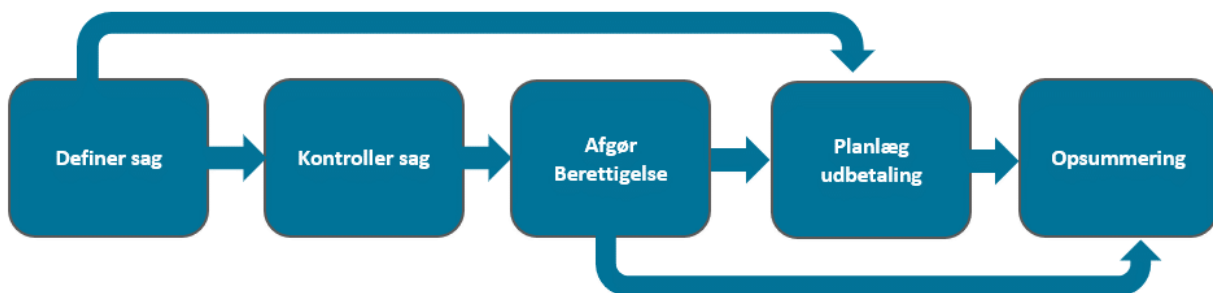 Definer sag
Kontroller sag
Afgør
Berettigelse
Planlæg
udbetaling
Opsummering